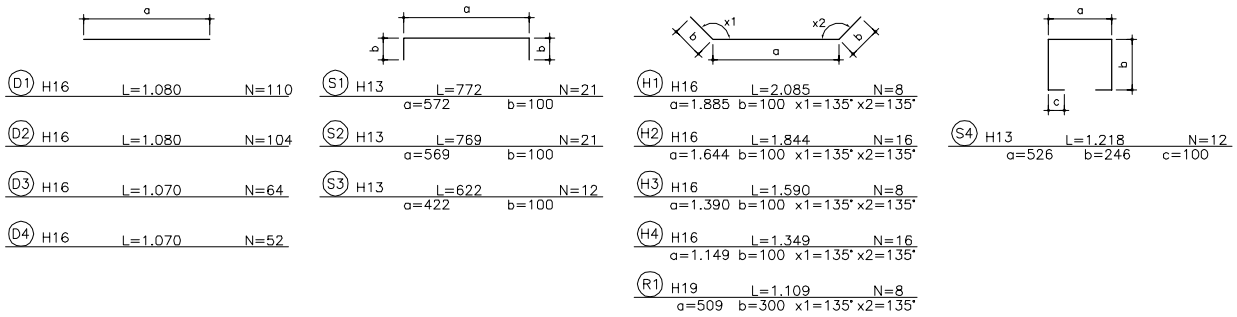 a
D1 H16 L=1.080 N=110
D2 H16 L=1.080 N=104
D3 H16 L=1.070 N=64
D4 H16 L=1.070 N=52
a
b b
S1 H13 L=772 N=21
a=572 b=100
S2 H13 L=769 N=21
a=569 b=100
S3 H13 L=622 N=12
a=422 b=100
x1 x2
b b
a
H1 H16 L=2.085 N=8
a=1.885 b=100 x1=135° x2=135°
H2 H16 L=1.844 N=16
a=1.644 b=100 x1=135° x2=135°
H3 H16 L=1.590 N=8
a=1.390 b=100 x1=135° x2=135°
H4 H16 L=1.349 N=16
a=1.149 b=100 x1=135° x2=135°
R1 H19 L=1.109 N=8
a=509 b=300 x1=135° x2=135°
a
b
c
S4 H13 L=1.218 N=12
a=526 b=246 c=100